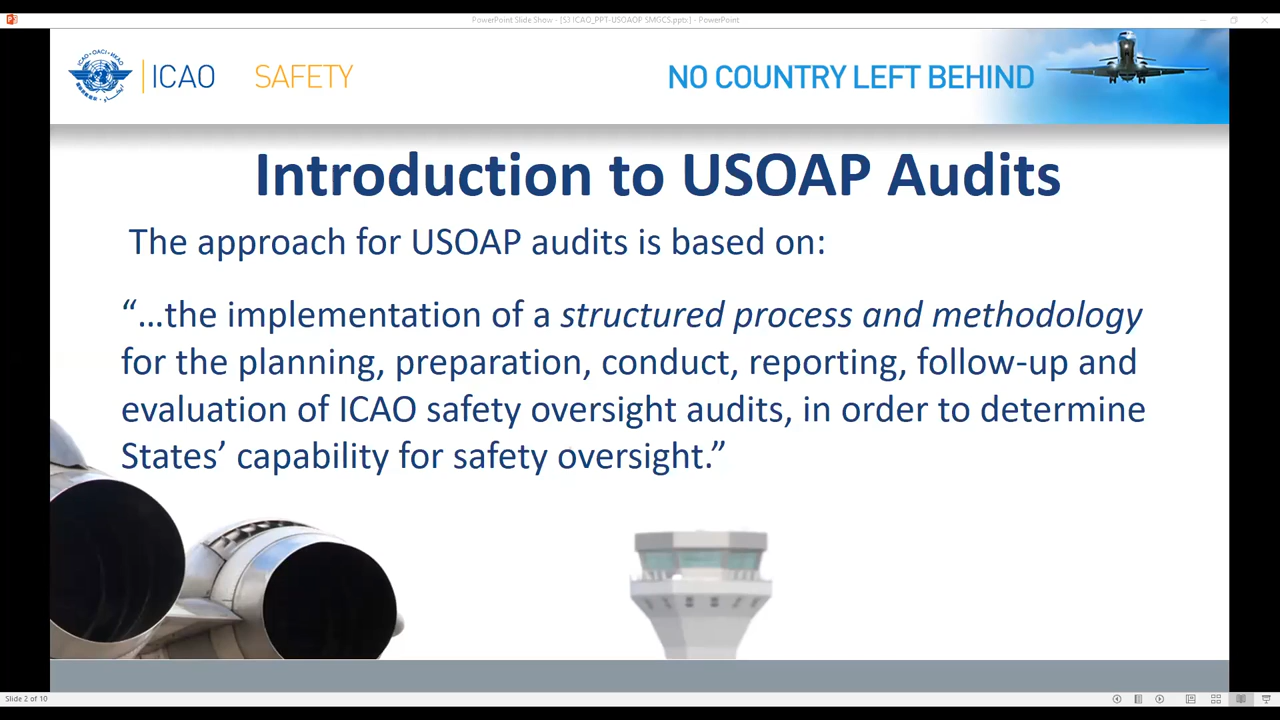 PowerPoint Slide Show - [S3 ICAO_PPT-USOAOP SMGCS.pptx] - PowerPoint
ICAO SAFETY
NO COUNTRY LEFT BEHIND
Introduction to USOAP Audits
The approach for USOAP audits is based on:
“…the implementation of a structured process and methodology
for the planning, preparation, conduct, reporting, follow-up and
evaluation of ICAO safety oversight audits, in order to determine
States’ capability for safety oversight.”
Slide 2 of 10